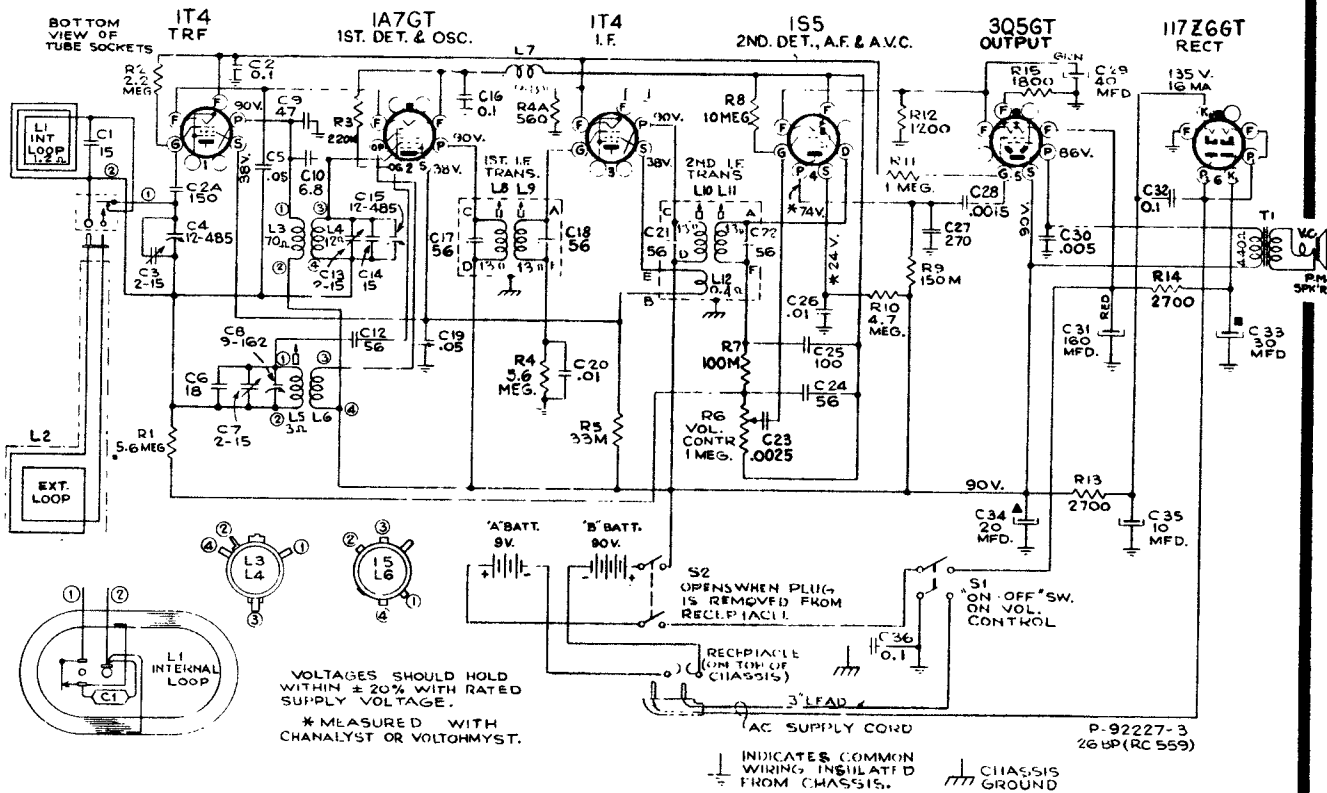 BOTTOM
VIEW OF
TUBE SOCKETS
1T4
TRF
1A7GT
1ST. DET. & OSC.
1T4
I.F.
1S5
2ND. DET., A.F. & A.V.C.
3Q5GT
OUTPUT
117Z6GT
RECT
135 V.
16 MA
R2
2.2
MEG
C2
0.1
L7
R15
1800
C29
40
MFD
L1
INT
LOOP
1.2Ω
C1
15
90V.
C9
47
R3
220M
C16
0.1
R4A
560
90V.
R8
10 MEG
R12
1200
86V.
C5
.05
C10
6.8
38V.
90V.
38V.
1ST. I.F
TRANS.
L8 L9
38V.
2ND I.F
TRANS
L10 L11
R11
1 MEG.
C28
.0015
C32
0.1
T1
V.C.
C2A
150
C4
12-485
C3
2-15
L3
70Ω
L4
12Ω
C15
12-485
C13
2-15
C14
15
C17
56
13Ω
13Ω
C18
56
C21
56
13Ω
13Ω
C22
56
L12
0.4Ω
* 74V.
* 24V.
C27
270
R9
150M
90V.
C30
.005
440Ω
P.M.
SPK'R
R14
2700
C26
.01
R10
4.7
MEG.
RED
C31
160
MFD.
C33
30
MFD
C8
9-162
C12
56
C19
.05
R4
5.6
MEG.
C20
.01
R7
100M
C25
100
C6
18
C7
2-15
L5
3Ω
L6
C24
56
L2
R1
5.6 MEG
R5
33M
R6
VOL.
CONTR
1 MEG.
C23
.0025
EXT.
LOOP
90V.
R13
2700
C34
20
MFD.
C35
10
MFD.
L3
L4
L5
L6
"A" BATT.
9V.
"B" BATT.
90V.
S2
OPENS WHEN PLUG
IS REMOVED FROM
RECEPTACLE
S1
"ON-OFF" SW.
ON VOL.
CONTROL
C36
0.1
L1
INTERNAL
LOOP
C1
RECEPTACLE
(ON TOP OF
CHASSIS)
VOLTAGES SHOULD HOLD
WITHIN ± 20% WITH RATED
SUPPLY VOLTAGE.
* MEASURED WITH
CHANALYST OR VOLTOHMYST.
3" LEAD
AC SUPPLY CORD
P-92227-3
26BP (RC 559)
INDICATES COMMON
WIRING INSULATED
FROM CHASSIS.
CHASSIS
GROUND